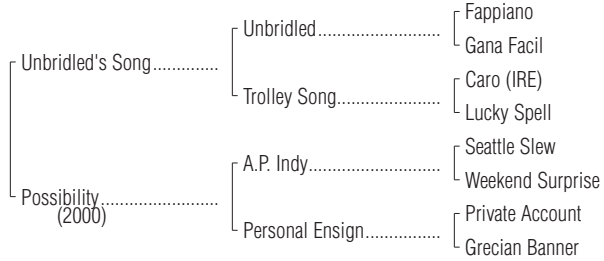 Fappiano
Unbridled........................
Gana Facil
Unbridled's Song.............
Caro (IRE)
Trolley Song....................
Lucky Spell
Seattle Slew
A.P. Indy..........................
Weekend Surprise
Possibility.......................
(2000)
Private Account
Personal Ensign...............
Grecian Banner